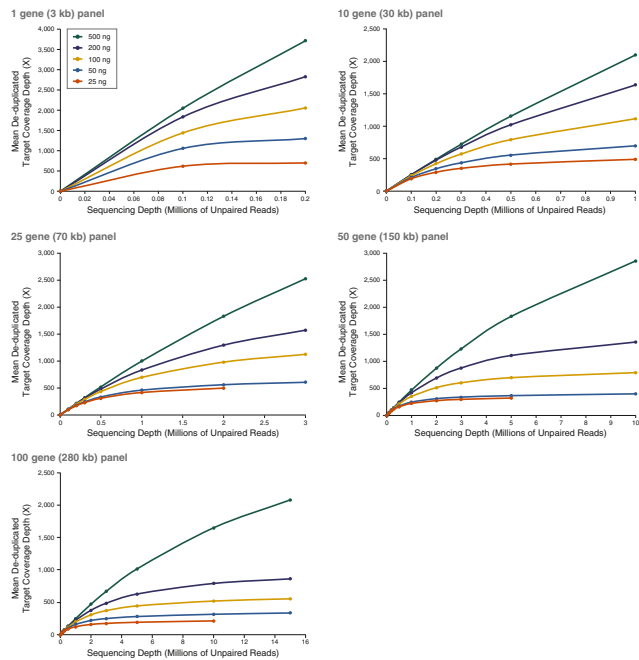 1 gene (3 kb) panel
Mean De-duplicated
Target Coverage Depth (X)
4,000
3,500
3,000
2,500
2,000
1,500
1,000
500
0
500 ng
200 ng
100 ng
50 ng
25 ng
0 0.02 0.04 0.06 0.08 0.1 0.12 0.14 0.16 0.18 0.2
Sequencing Depth (Millions of Unpaired Reads)
10 gene (30 kb) panel
Mean De-duplicated
Target Coverage Depth (X)
2,500
2,000
1,500
1,000
500
0
0 0.1 0.2 0.3 0.4 0.5 0.6 0.7 0.8 0.9 1
Sequencing Depth (Millions of Unpaired Reads)
25 gene (70 kb) panel
Mean De-duplicated
Target Coverage Depth (X)
3,000
2,500
2,000
1,500
1,000
500
0
0 0.5 1 1.5 2 2.5 3
Sequencing Depth (Millions of Unpaired Reads)
50 gene (150 kb) panel
Mean De-duplicated
Target Coverage Depth (X)
3,000
2,500
2,000
1,500
1,000
500
0
0 1 2 3 4 5 6 7 8 9 10
Sequencing Depth (Millions of Unpaired Reads)
100 gene (280 kb) panel
Mean De-duplicated
Target Coverage Depth (X)
2,500
2,000
1,500
1,000
500
0
0 2 4 6 8 10 12 14 16
Sequencing Depth (Millions of Unpaired Reads)